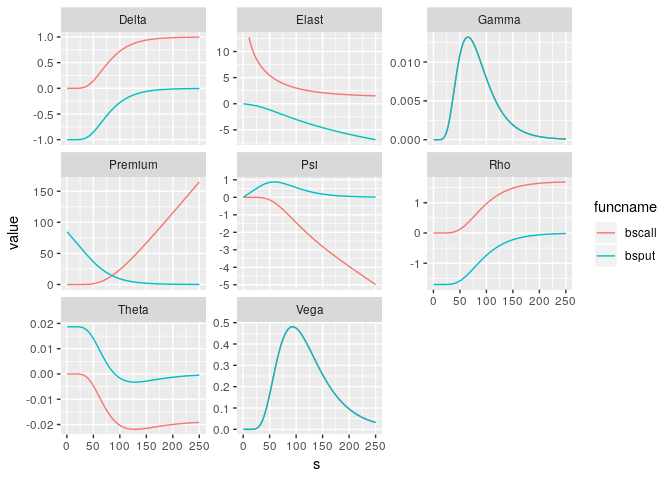 Delta
Elast
Gamma
1.0
0.5
0.0
-0.5
-1.0
10
5
0
-5
0.010
0.005
0.000
Premium
Psi
Rho
150
100
50
0
1
0
-1
-2
-3
-4
-5
1
0
-1
0 50 100 150 200 250
Theta
Vega
0.02
0.01
0.00
-0.01
-0.02
0.5
0.4
0.3
0.2
0.1
0.0
0 50 100 150 200 250
0 50 100 150 200 250
s
value
funcname
bscall
bsput